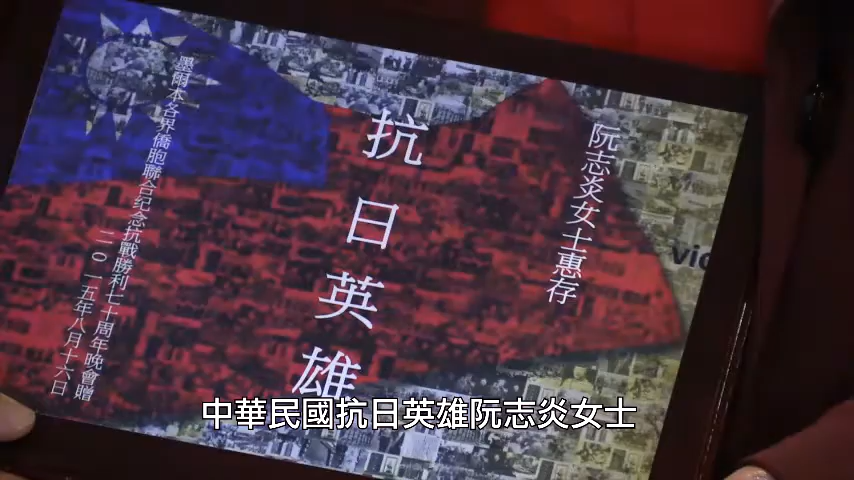 阮志炎女士惠存
抗日英雄
墨爾本各界僑胞聯合纪念抗戰勝利七十周年晚會贈
二０一五年八月十六日
中華民國抗日英雄阮志炎女士